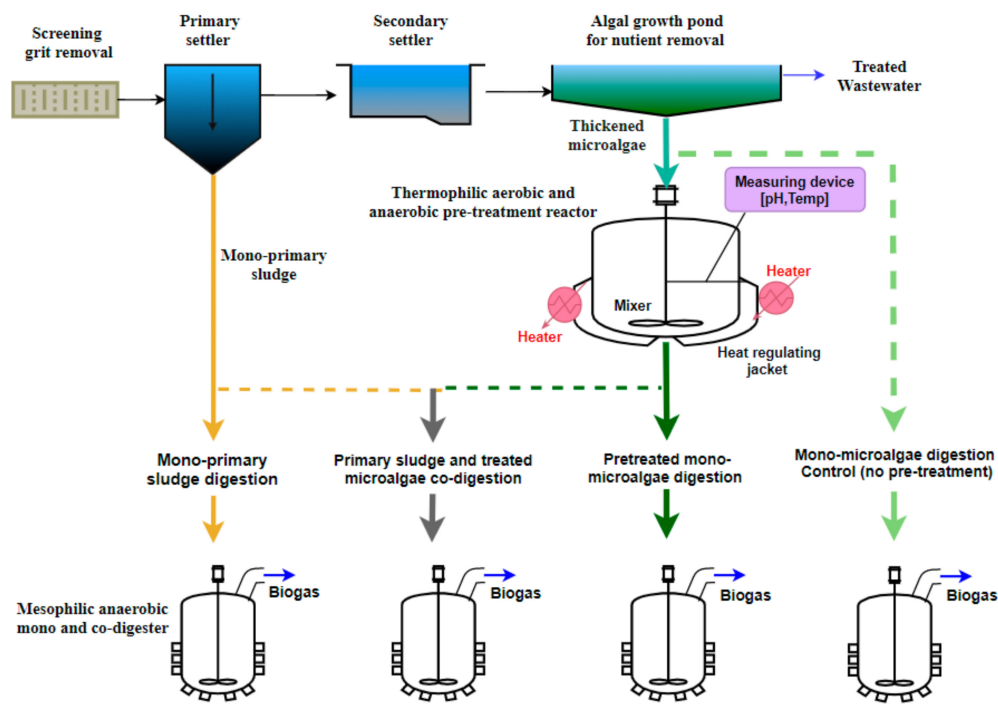 Screening
grit removal
Primary
settler
Secondary
settler
Algal growth pond
for nutient removal
Treated
Wastewater
Thickened
microalgae
Thermophilic aerobic and
anaerobic pre-treatment reactor
Measuring device
[pH,Temp]
Mono-primary
sludge
Heater
Mixer
Heater
Heat regulating
jacket
Mono-primary
sludge digestion
Primary sludge and treated
microalgae co-digestion
Pretreated mono-
microalgae digestion
Mono-microalgae digestion
Control (no pre-treatment)
Mesophilic anaerobic
mono and co-digester
Biogas
Biogas
Biogas
Biogas